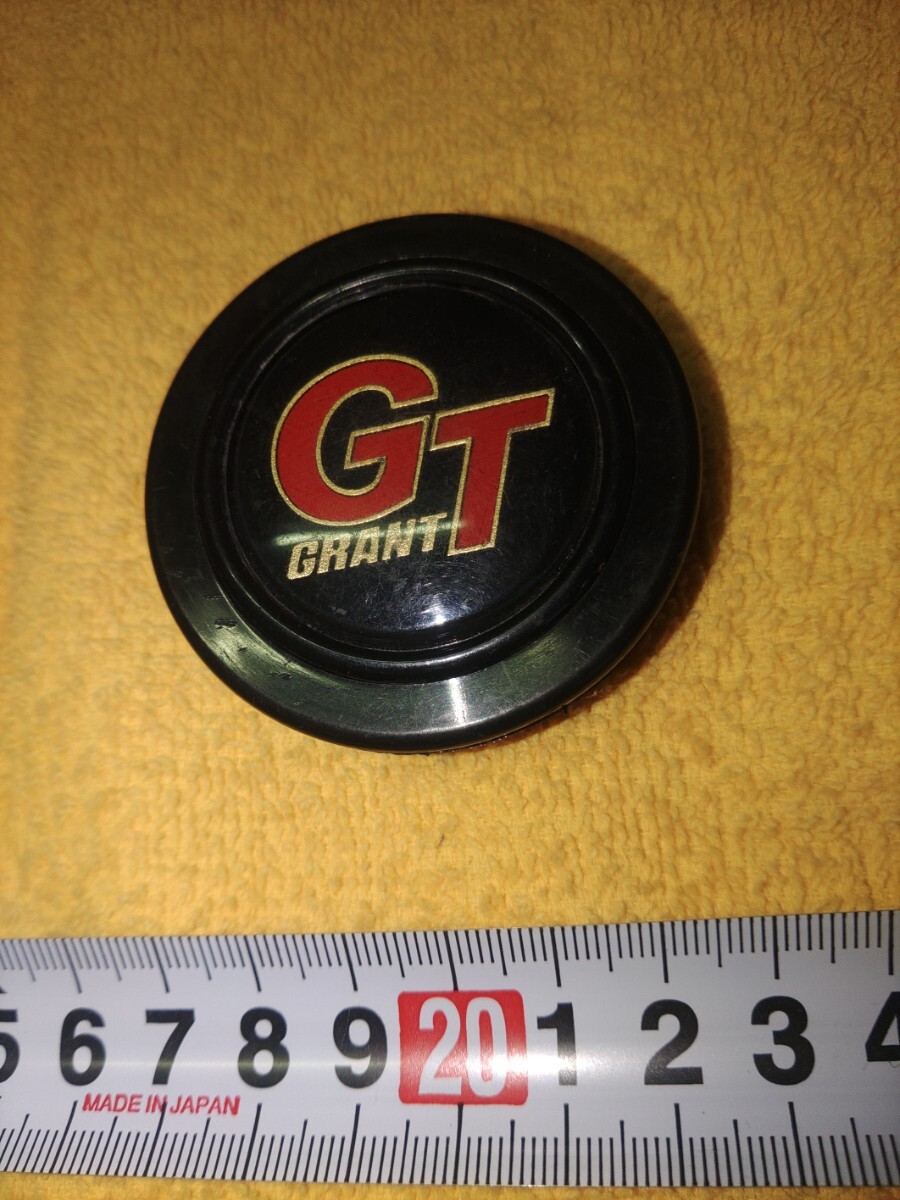 GT
GRANT
5 6 7 8 9 20 1 2 3 4
MADE IN JAPAN